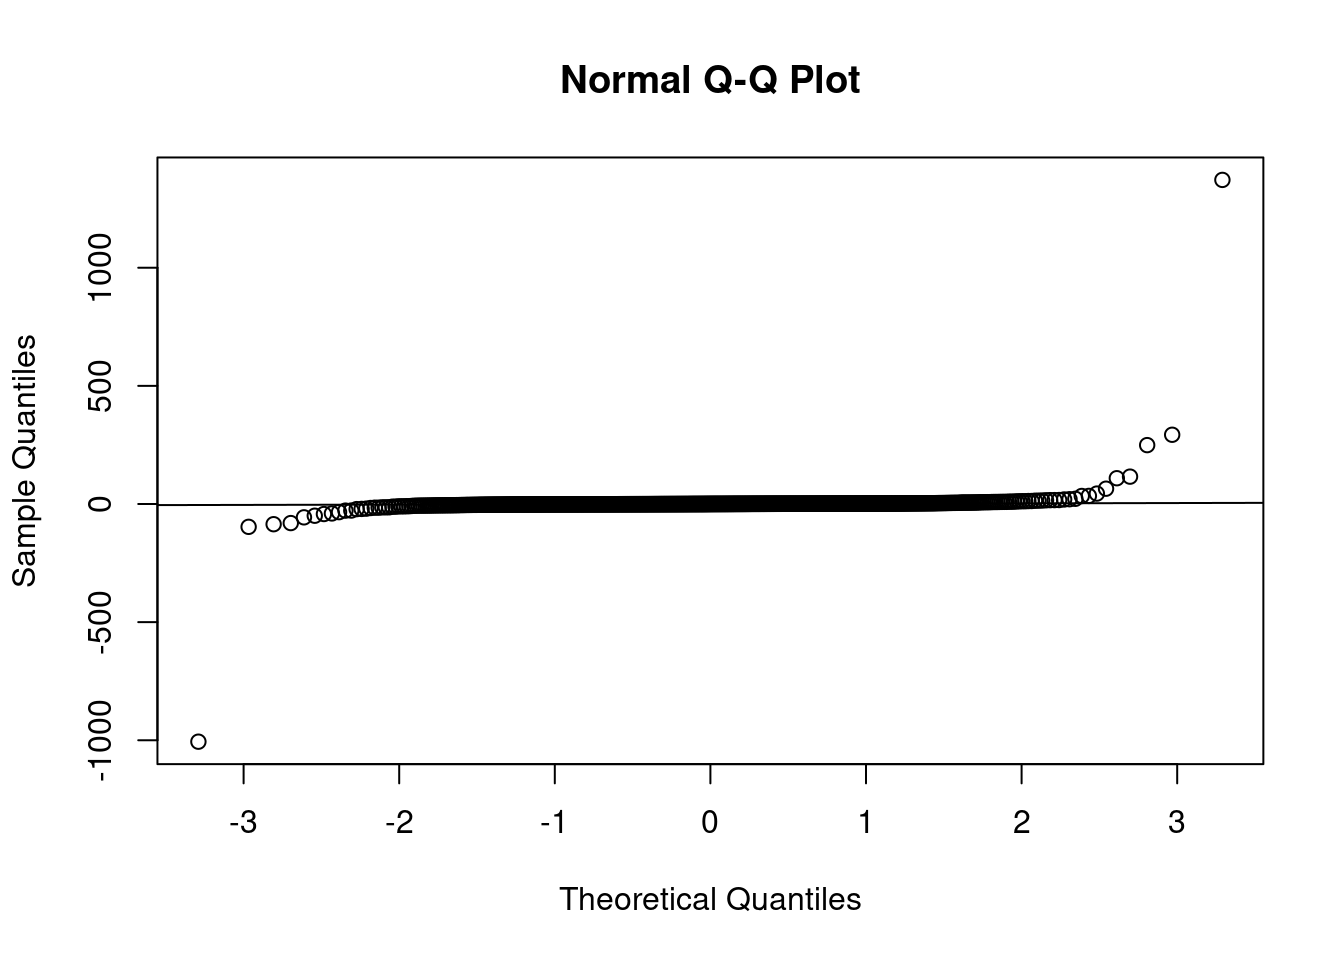 Normal Q-Q Plot
Sample Quantiles
1000
500
0
-500
-1000
-3 -2 -1 0 1 2 3
Theoretical Quantiles